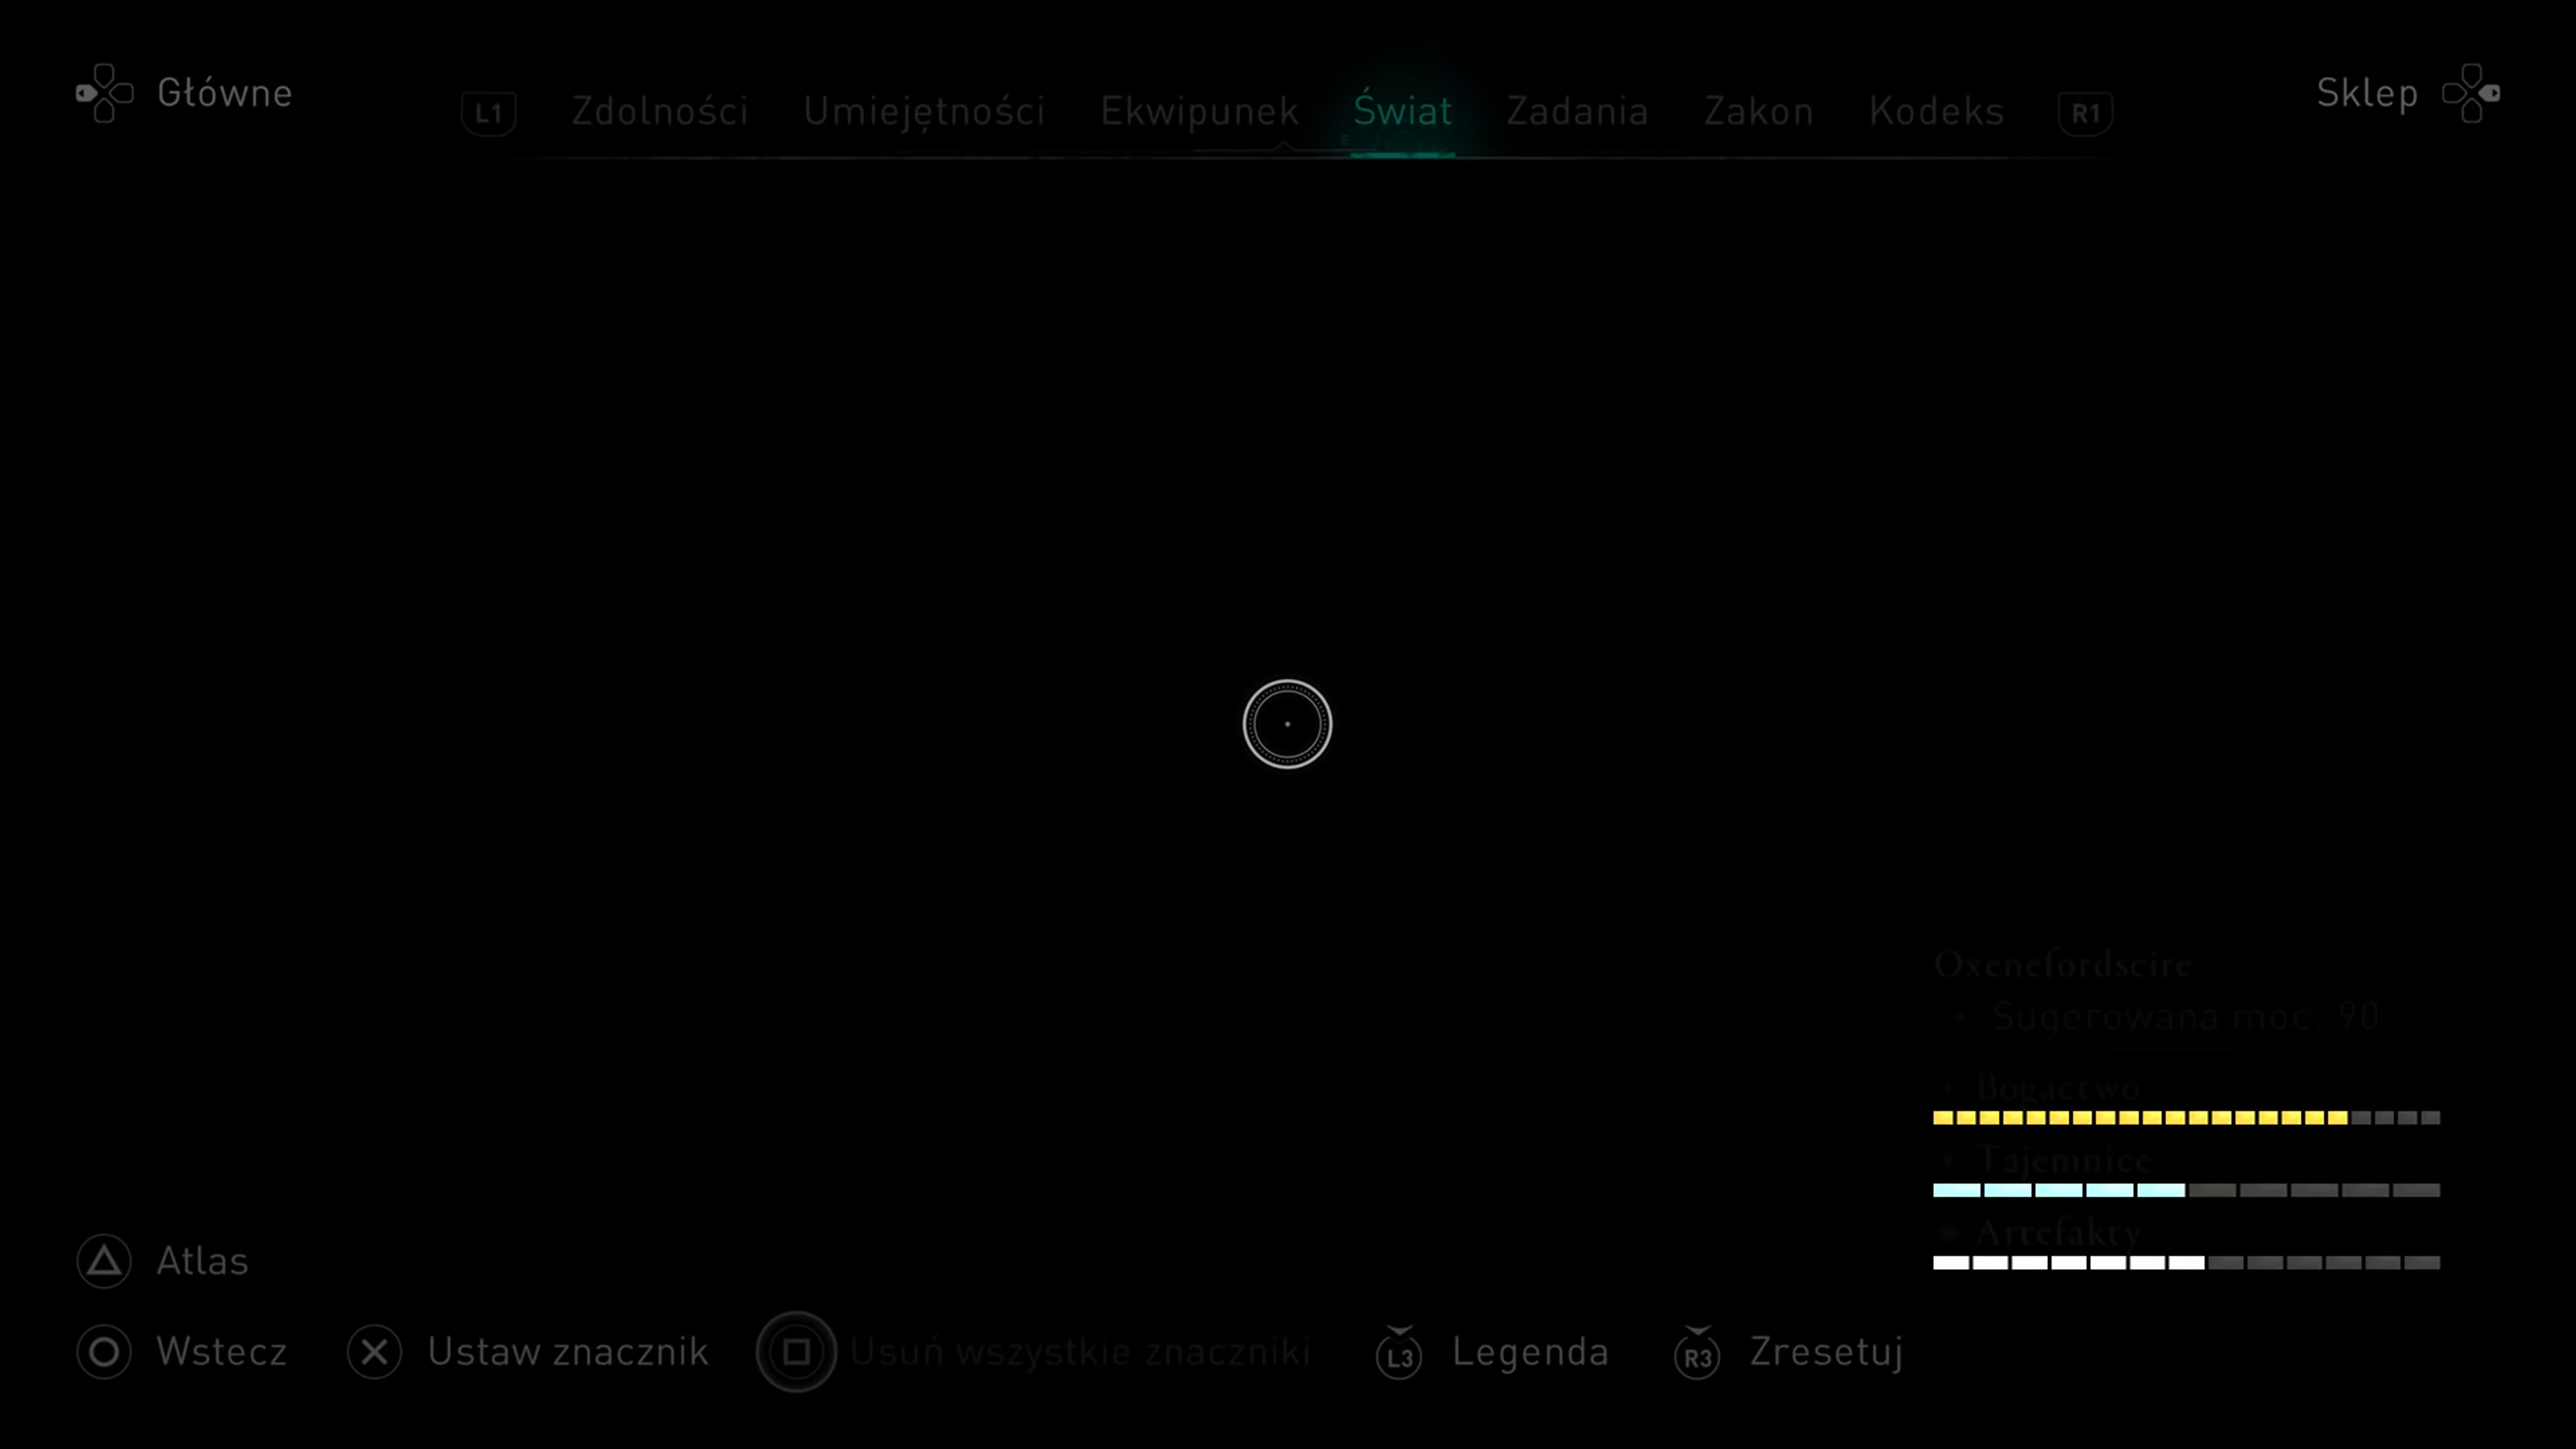 Główne
L1 Zdolności Umiejętności Ekwipunek Świat Zadania Zakon Kodeks R1
Sklep
Oxenefordscire
Sugerowana moc: 90
Bogactwo
Tajemnice
Artefakty
Atlas
Wstecz Ustaw znacznik Usuń wszystkie znaczniki L3 Legenda R3 Zresetuj